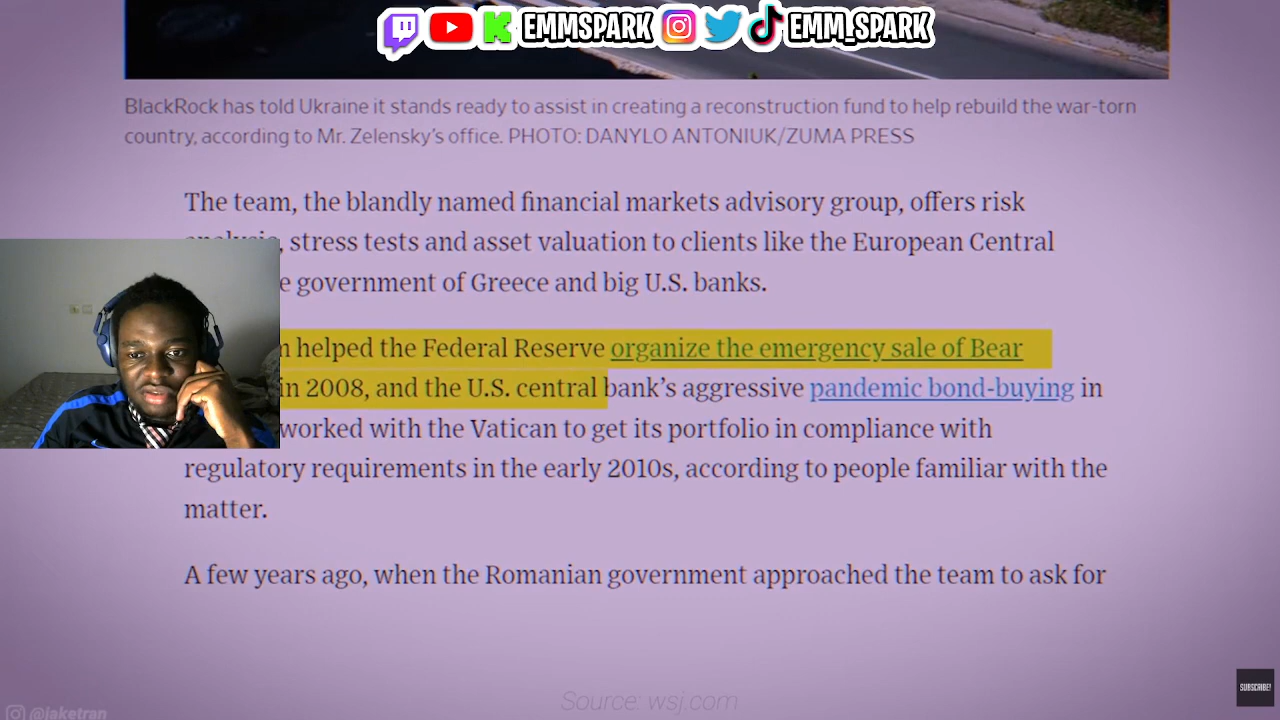 EMMSPARK EMM_SPARK
BlackRock has told Ukraine it stands ready to assist in creating a reconstruction fund to help rebuild the war-torn
country, according to Mr. Zelensky's office. PHOTO: DANYLO ANTONIUK/ZUMA PRESS
The team, the blandly named financial markets advisory group, offers risk
analysis, stress tests and asset valuation to clients like the European Central
government of Greece and big U.S. banks.
helped the Federal Reserve organize the emergency sale of Bear
in 2008, and the U.S. central bank's aggressive pandemic bond-buying in
worked with the Vatican to get its portfolio in compliance with
regulatory requirements in the early 2010s, according to people familiar with the
matter.
A few years ago, when the Romanian government approached the team to ask for
SUBSCRIBE!
Source: wsj.com
@jaketran